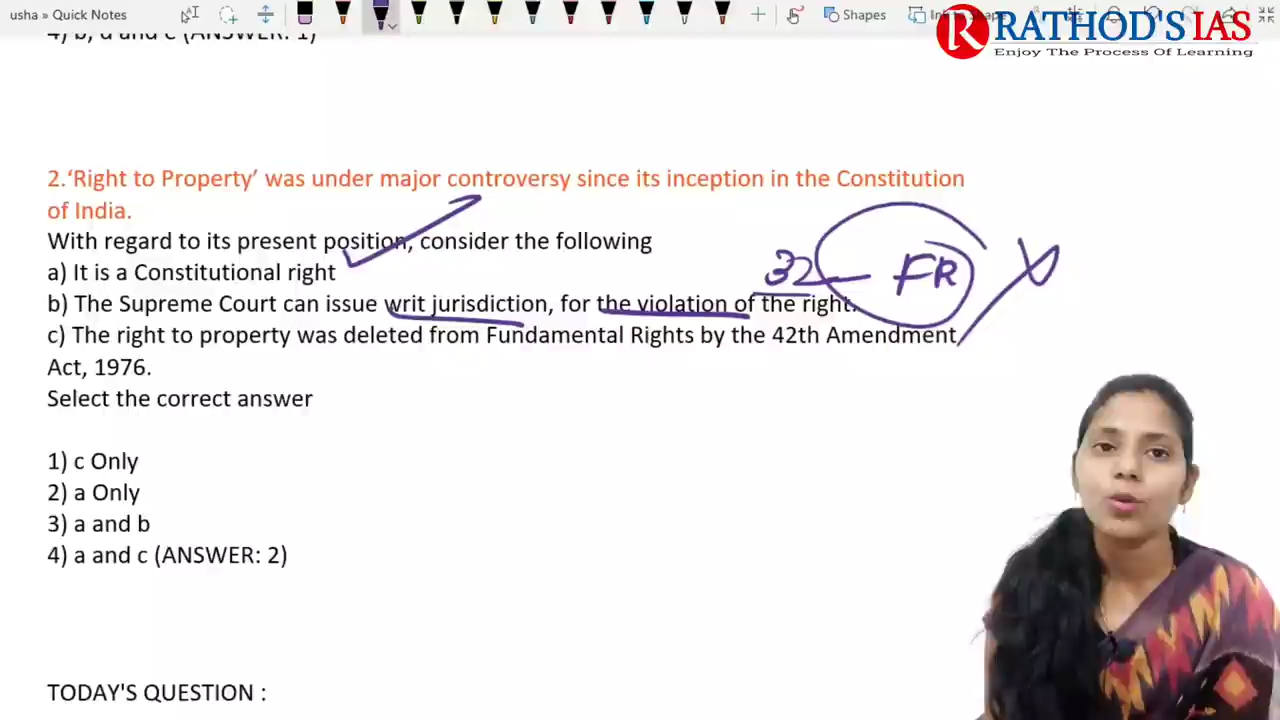 usha » Quick Notes
Shapes
RATHOD'S IAS
Enjoy The Process Of Learning
4) b, d and e (ANSWER: 1)
2.‘Right to Property’ was under major controversy since its inception in the Constitution
of India.
With regard to its present position, consider the following
a) It is a Constitutional right
32 — FR
b) The Supreme Court can issue writ jurisdiction, for the violation of the right.
c) The right to property was deleted from Fundamental Rights by the 42th Amendment
Act, 1976.
Select the correct answer
1) c Only
2) a Only
3) a and b
4) a and c (ANSWER: 2)
TODAY'S QUESTION :